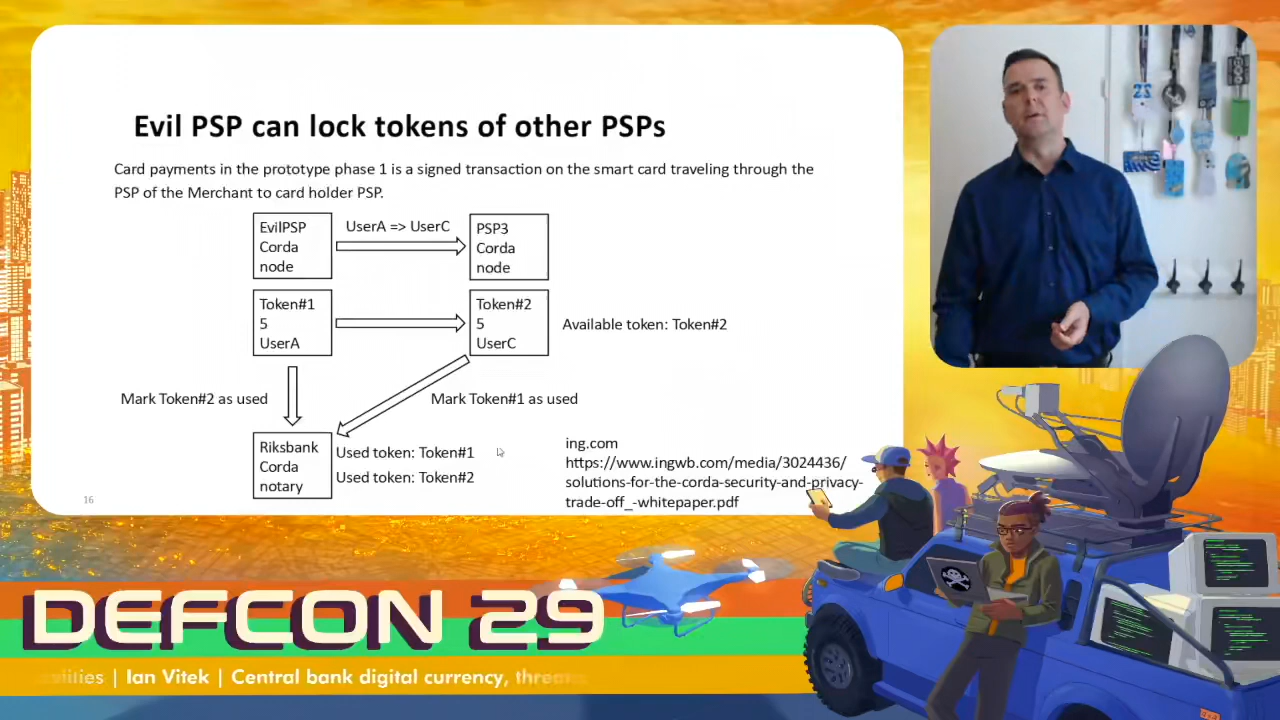 Evil PSP can lock tokens of other PSPs
Card payments in the prototype phase 1 is a signed transaction on the smart card traveling through the
PSP of the Merchant to card holder PSP.
EvilPSP
Corda
node
UserA => UserC
PSP3
Corda
node
Token#1
5
UserA
Token#2
5
UserC
Available token: Token#2
Mark Token#2 as used
Mark Token#1 as used
Riksbank
Corda
notary
Used token: Token#1
Used token: Token#2
ing.com
https://www.ingwb.com/media/3024436/
solutions-for-the-corda-security-and-privacy-
trade-off_-whitepaper.pdf
16
DEFCON 29
| Ian Vitek | Central bank digital currency,